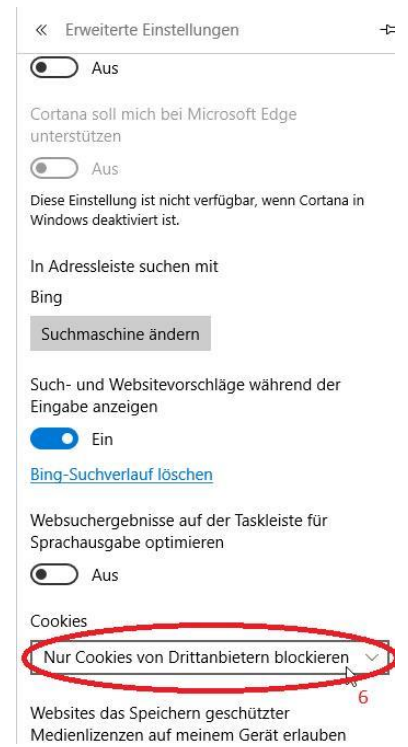 « Erweiterte Einstellungen
Aus
Cortana soll mich bei Microsoft Edge
unterstützen
Aus
Diese Einstellung ist nicht verfügbar, wenn Cortana in
Windows deaktiviert ist.
In Adressleiste suchen mit
Bing
Suchmaschine ändern
Such- und Websitevorschläge während der
Eingabe anzeigen
Ein
Bing-Suchverlauf löschen
Websuchergebnisse auf der Taskleiste für
Sprachausgabe optimieren
Aus
Cookies
Nur Cookies von Drittanbietern blockieren
6
Websites das Speichern geschützter
Medienlizenzen auf meinem Gerät erlauben